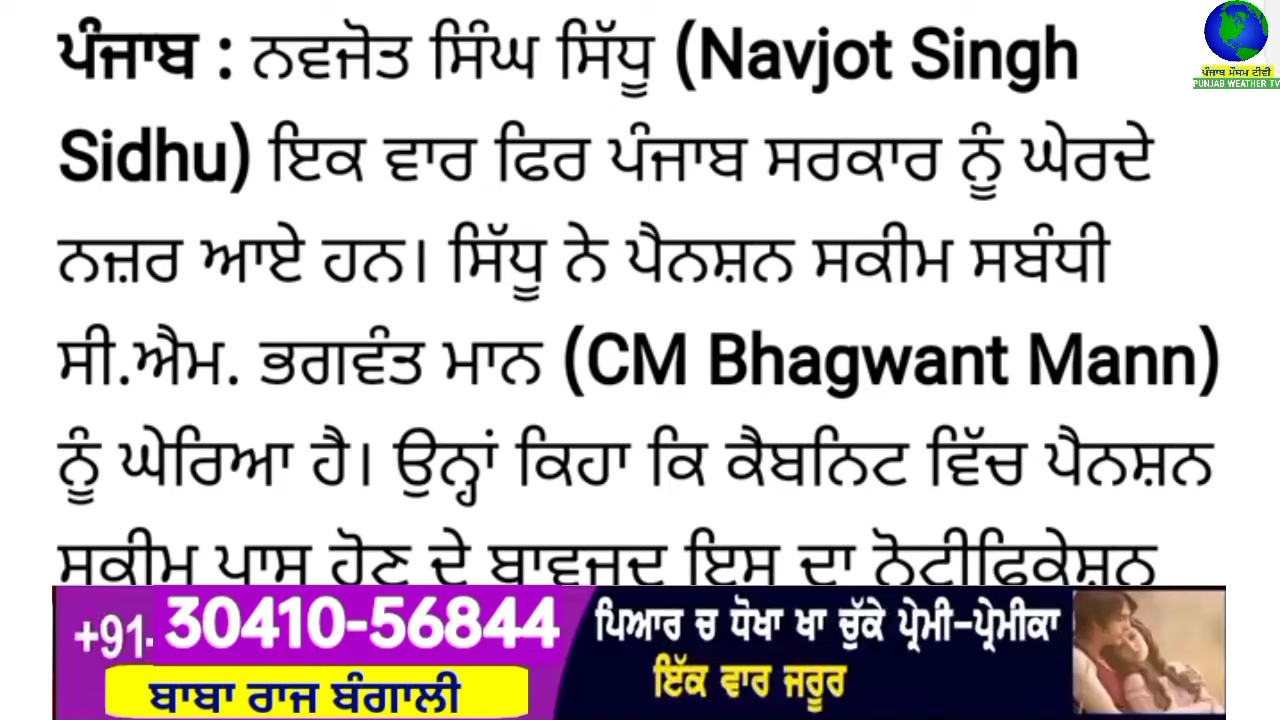 ਪੰਜਾਬ : ਨਵਜੋਤ ਸਿੰਘ ਸਿੱਧੂ (Navjot Singh
Sidhu) ਇਕ ਵਾਰ ਫਿਰ ਪੰਜਾਬ ਸਰਕਾਰ ਨੂੰ ਘੇਰਦੇ
ਨਜ਼ਰ ਆਏ ਹਨ। ਸਿੱਧੂ ਨੇ ਪੈਨਸ਼ਨ ਸਕੀਮ ਸਬੰਧੀ
ਸੀ.ਐਮ. ਭਗਵੰਤ ਮਾਨ (CM Bhagwant Mann)
ਨੂੰ ਘੇਰਿਆ ਹੈ। ਉਨ੍ਹਾਂ ਕਿਹਾ ਕਿ ਕੈਬਨਿਟ ਵਿੱਚ ਪੈਨਸ਼ਨ
ਸਕੀਮ ਪਾਸ ਹੋਣ ਦੇ ਬਾਵਜੂਦ ਇਸ ਦਾ ਨੋਟੀਫਿਕੇਸ਼ਨ
ਪੰਜਾਬ ਮੌਸਮ ਟੀਵੀ
PUNJAB WEATHER TV
+91- 30410-56844
ਬਾਬਾ ਰਾਜ ਬੰਗਾਲੀ
ਪਿਆਰ ਚ ਧੋਖਾ ਖਾ ਚੁੱਕੇ ਪ੍ਰੇਮੀ-ਪ੍ਰੇਮੀਕਾ
ਇੱਕ ਵਾਰ ਜਰੂਰ